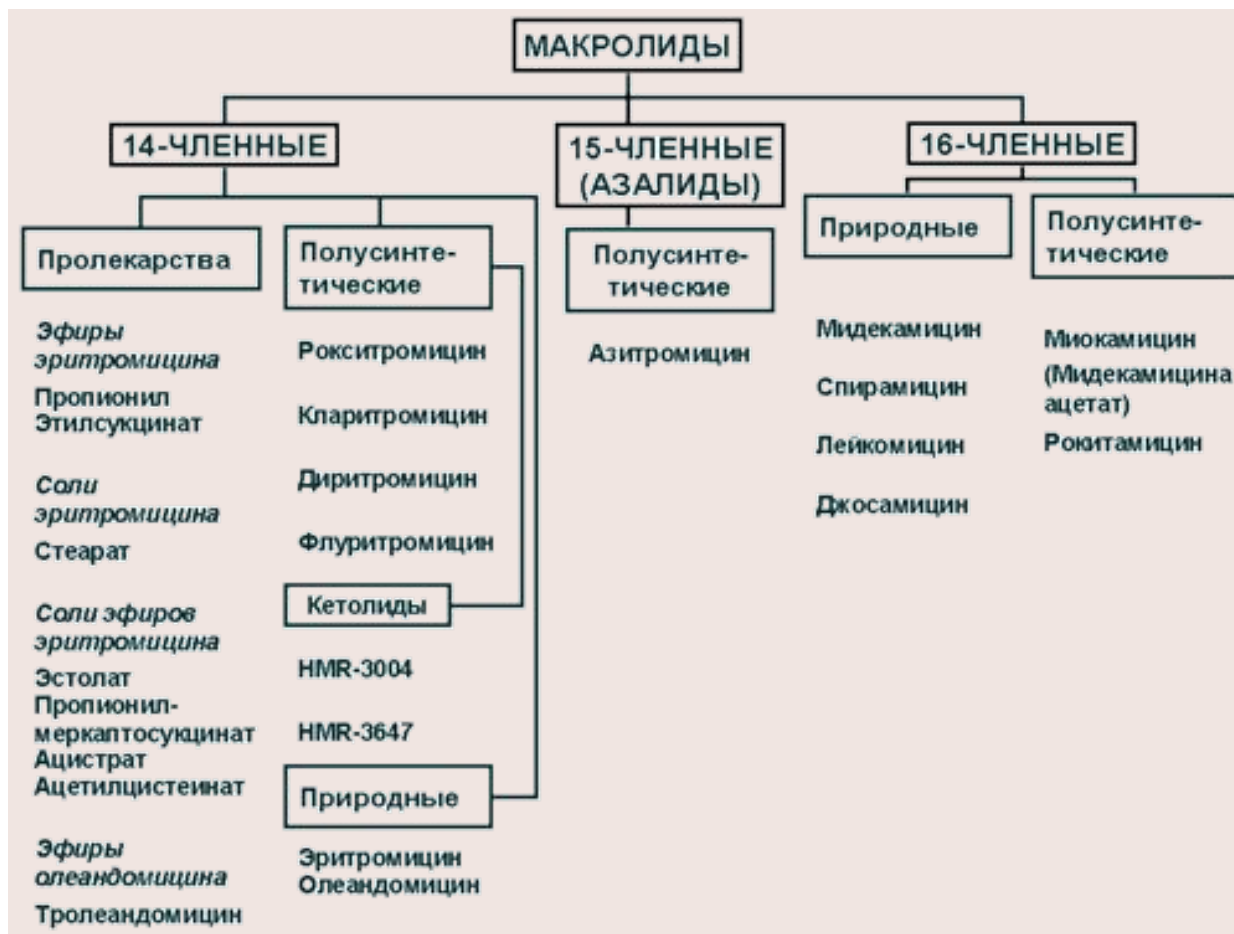 МАКРОЛИДЫ
14-ЧЛЕННЫЕ
15-ЧЛЕННЫЕ
(АЗАЛИДЫ)
16-ЧЛЕННЫЕ
Пролекарства
Эфиры
эритромицина
Пропионил
Этилсукцинат
Соли
эритромицина
Стеарат
Соли эфиров
эритромицина
Эстолат
Пропионил-
меркаптосукцинат
Ацистрат
Ацетилцистеинат
Эфиры
олеандомицина
Тролеандомицин
Полусинте-
тические
Рокситромицин
Кларитромицин
Диритромицин
Флуритромицин
Кетолиды
HMR-3004
HMR-3647
Природные
Эритромицин
Олеандомицин
Полусинте-
тические
Азитромицин
Природные
Мидекамицин
Спирамицин
Лейкомицин
Джосамицин
Полусинте-
тические
Миокамицин
(Мидекамицина
ацетат)
Рокитамицин